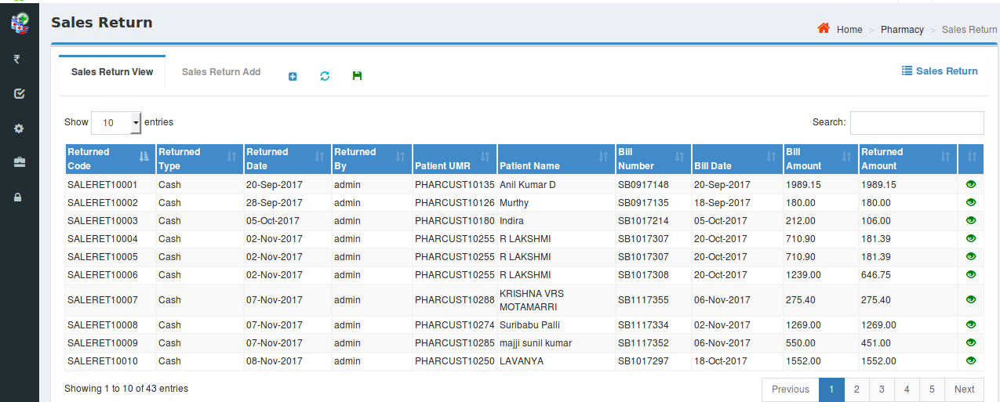 Sales Return
Home > Pharmacy > Sales Return
₹
Sales Return View Sales Return Add Sales Return
Show 10 entries Search:
Returned Code Returned Type Returned Date Returned By Patient UMR Patient Name Bill Number Bill Date Bill Amount Returned Amount
SALERET10001 Cash 20-Sep-2017 admin PHARCUST10135 Anil Kumar D SB0917148 20-Sep-2017 1989.15 1989.15
SALERET10002 Cash 28-Sep-2017 admin PHARCUST10126 Murthy SB0917135 18-Sep-2017 180.00 180.00
SALERET10003 Cash 05-Oct-2017 admin PHARCUST10180 Indira SB1017214 05-Oct-2017 212.00 106.00
SALERET10004 Cash 02-Nov-2017 admin PHARCUST10255 R LAKSHMI SB1017307 20-Oct-2017 710.90 181.39
SALERET10005 Cash 02-Nov-2017 admin PHARCUST10255 R LAKSHMI SB1017307 20-Oct-2017 710.90 181.39
SALERET10006 Cash 02-Nov-2017 admin PHARCUST10255 R LAKSHMI SB1017308 20-Oct-2017 1239.00 646.75
SALERET10007 Cash 07-Nov-2017 admin PHARCUST10288 KRISHNA VRS MOTAMARRI SB1117355 06-Nov-2017 275.40 275.40
SALERET10008 Cash 07-Nov-2017 admin PHARCUST10274 Suribabu Palli SB1117334 02-Nov-2017 1269.00 1269.00
SALERET10009 Cash 07-Nov-2017 admin PHARCUST10285 majji sunil kumar SB1117352 06-Nov-2017 550.00 451.00
SALERET10010 Cash 08-Nov-2017 admin PHARCUST10250 LAVANYA SB1017297 18-Oct-2017 1552.00 1552.00
Showing 1 to 10 of 43 entries Previous 1 2 3 4 5 Next